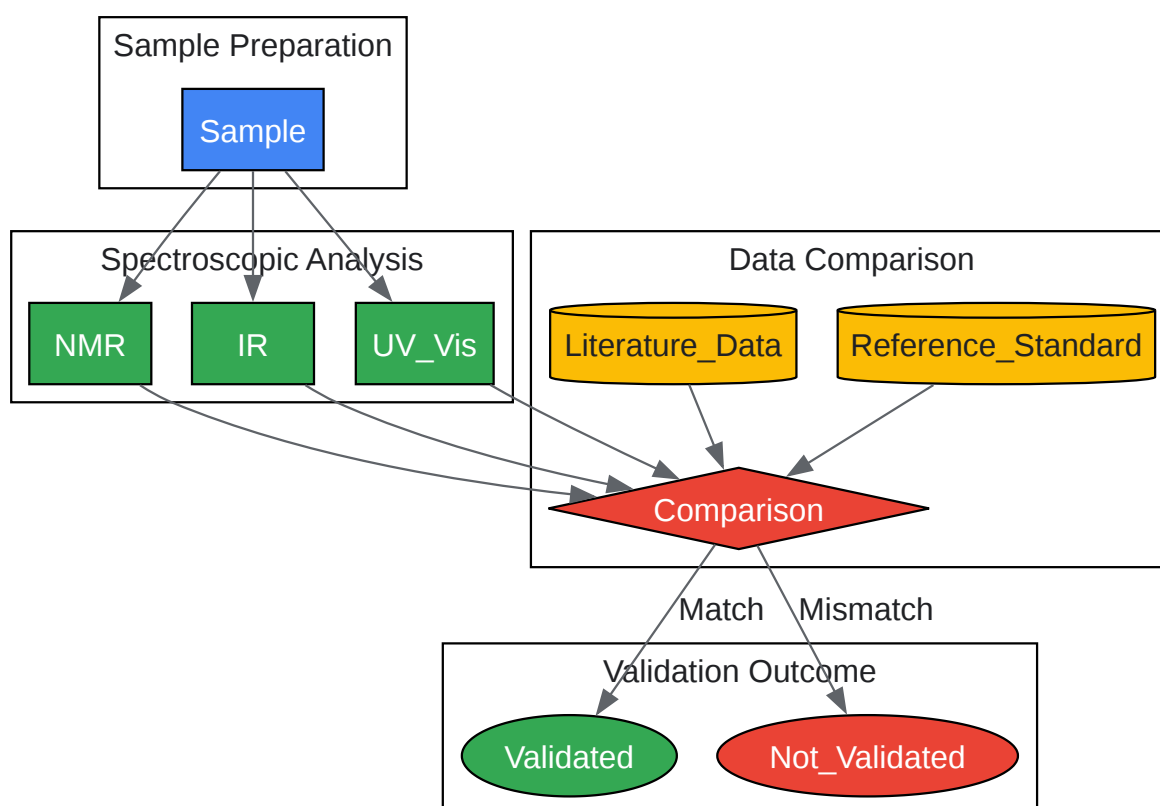 Sample Preparation
Sample
Spectroscopic Analysis
Data Comparison
NMR
IR
UV_Vis
Literature_Data
Reference_Standard
Comparison
Match
Mismatch
Validation Outcome
Validated
Not_Validated